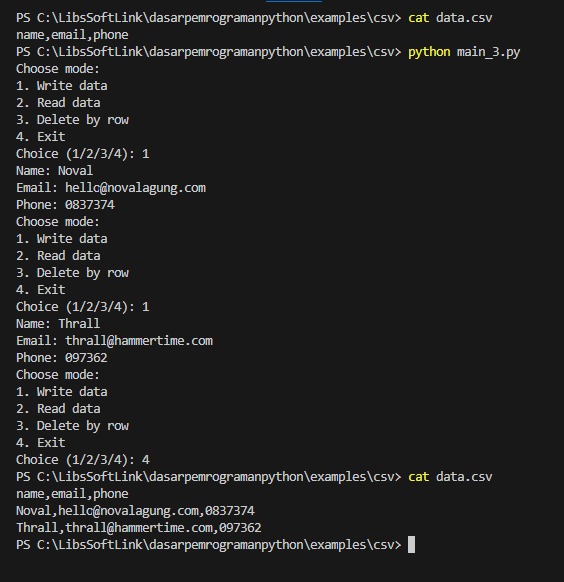 PS C:\LibsSoftLink\dasarpemrogramanpython\examples\csv> cat data.csv
name,email,phone
PS C:\LibsSoftLink\dasarpemrogramanpython\examples\csv> python main_3.py
Choose mode:
1. Write data
2. Read data
3. Delete by row
4. Exit
Choice (1/2/3/4): 1
Name: Noval
Email: hello@novalagung.com
Phone: 0837374
Choose mode:
1. Write data
2. Read data
3. Delete by row
4. Exit
Choice (1/2/3/4): 1
Name: Thrall
Email: thrall@hammertime.com
Phone: 097362
Choose mode:
1. Write data
2. Read data
3. Delete by row
4. Exit
Choice (1/2/3/4): 4
PS C:\LibsSoftLink\dasarpemrogramanpython\examples\csv> cat data.csv
name,email,phone
Noval,hello@novalagung.com,0837374
Thrall,thrall@hammertime.com,097362
PS C:\LibsSoftLink\dasarpemrogramanpython\examples\csv>